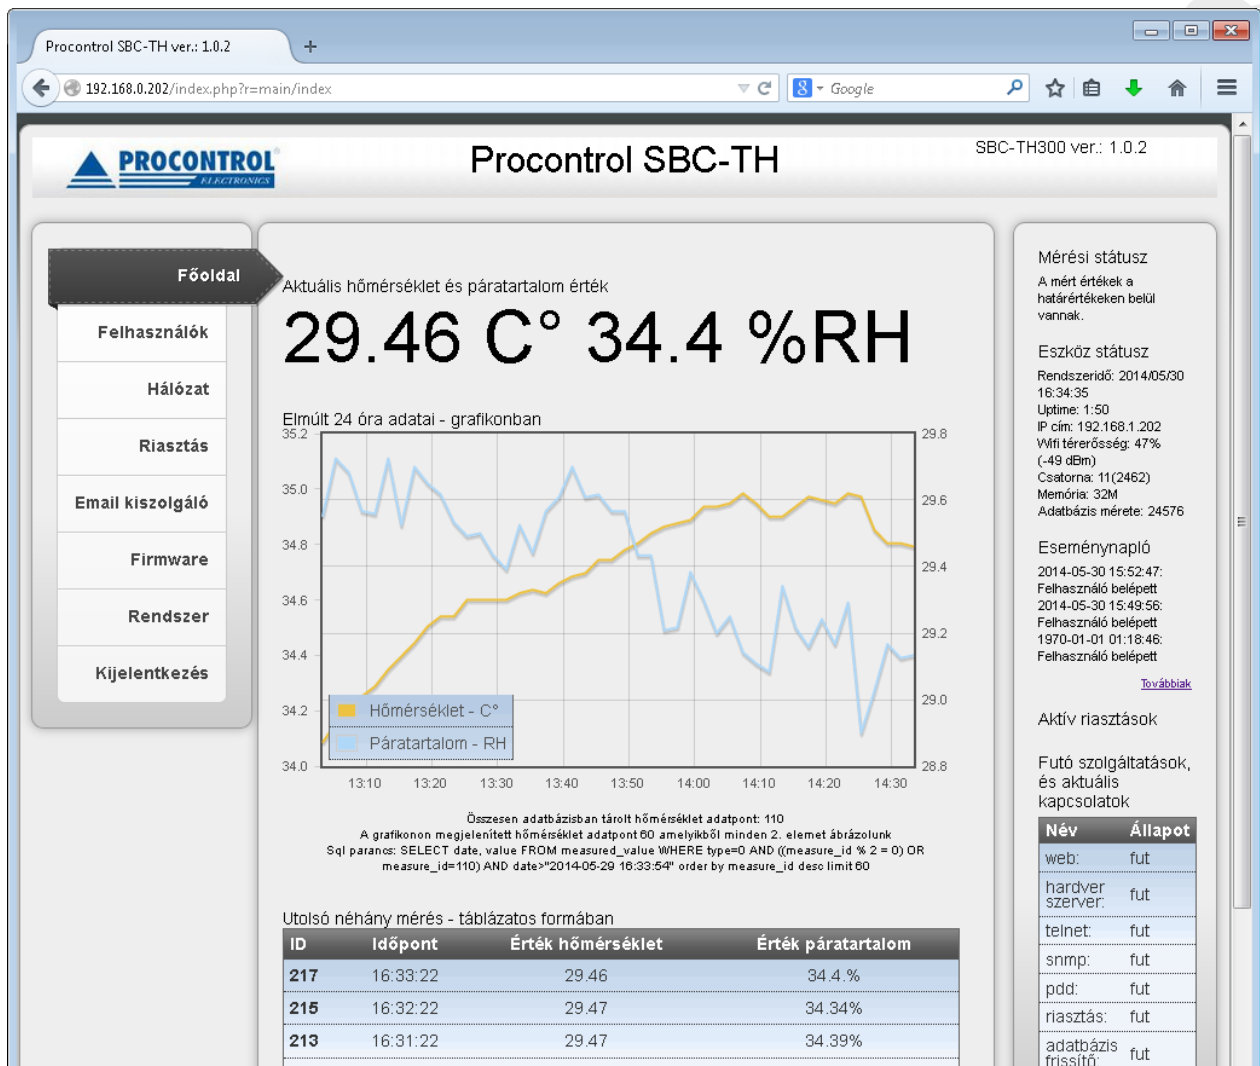 Procontrol SBC-TH ver.: 1.0.2
192.168.0.202/index.php?r=main/index
Google
PROCONTROL
ELECTRONICS
Procontrol SBC-TH
SBC-TH300 ver.: 1.0.2
Főoldal
Felhasználók
Hálózat
Riasztás
Email kiszolgáló
Firmware
Rendszer
Kijelentkezés
Aktuális hőmérséklet és páratartalom érték
29.46 C° 34.4 %RH
Elmúlt 24 óra adatai - grafikonban
35.2
35.0
34.8
34.6
34.4
34.2
34.0
29.8
29.6
29.4
29.2
29.0
28.8
Hőmérséklet - C°
Páratartalom - RH
13:10 13:20 13:30 13:40 13:50 14:00 14:10 14:20 14:30
Összesen adatbázisban tárolt hőmérséklet adatpont: 110
A grafikonon megjelenített hőmérséklet adatpont 60 amelyikből minden 2. elemet ábrázolunk
Sql parancs: SELECT date, value FROM measured_value WHERE type=0 AND ((measure_id % 2 = 0) OR
measure_id=110) AND date>"2014-05-29 16:33:54" order by measure_id desc limit 60
Utolsó néhány mérés - táblázatos formában
ID Időpont Érték hőmérséklet Érték páratartalom
217 16:33:22 29.46 34.4.%
215 16:32:22 29.47 34.34%
213 16:31:22 29.47 34.39%
Mérési státusz
A mért értékek a
határértékeken belül
vannak.
Eszköz státusz
Rendszeridő: 2014/05/30
16:34:35
Uptime: 1:50
IP cím: 192.168.1.202
Wifi térerősség: 47%
(-49 dBm)
Csatorna: 11(2462)
Memória: 32M
Adatbázis mérete: 24576
Eseménynapló
2014-05-30 15:52:47:
Felhasználó belépett
2014-05-30 15:49:56:
Felhasználó belépett
1970-01-01 01:18:46:
Felhasználó belépett
Továbbiak
Aktív riasztások
Futó szolgáltatások,
és aktuális
kapcsolatok
Név Állapot
web: fut
hardver
szerver: fut
telnet: fut
snmp: fut
pdd: fut
riasztás: fut
adatbázis
frissítő: fut